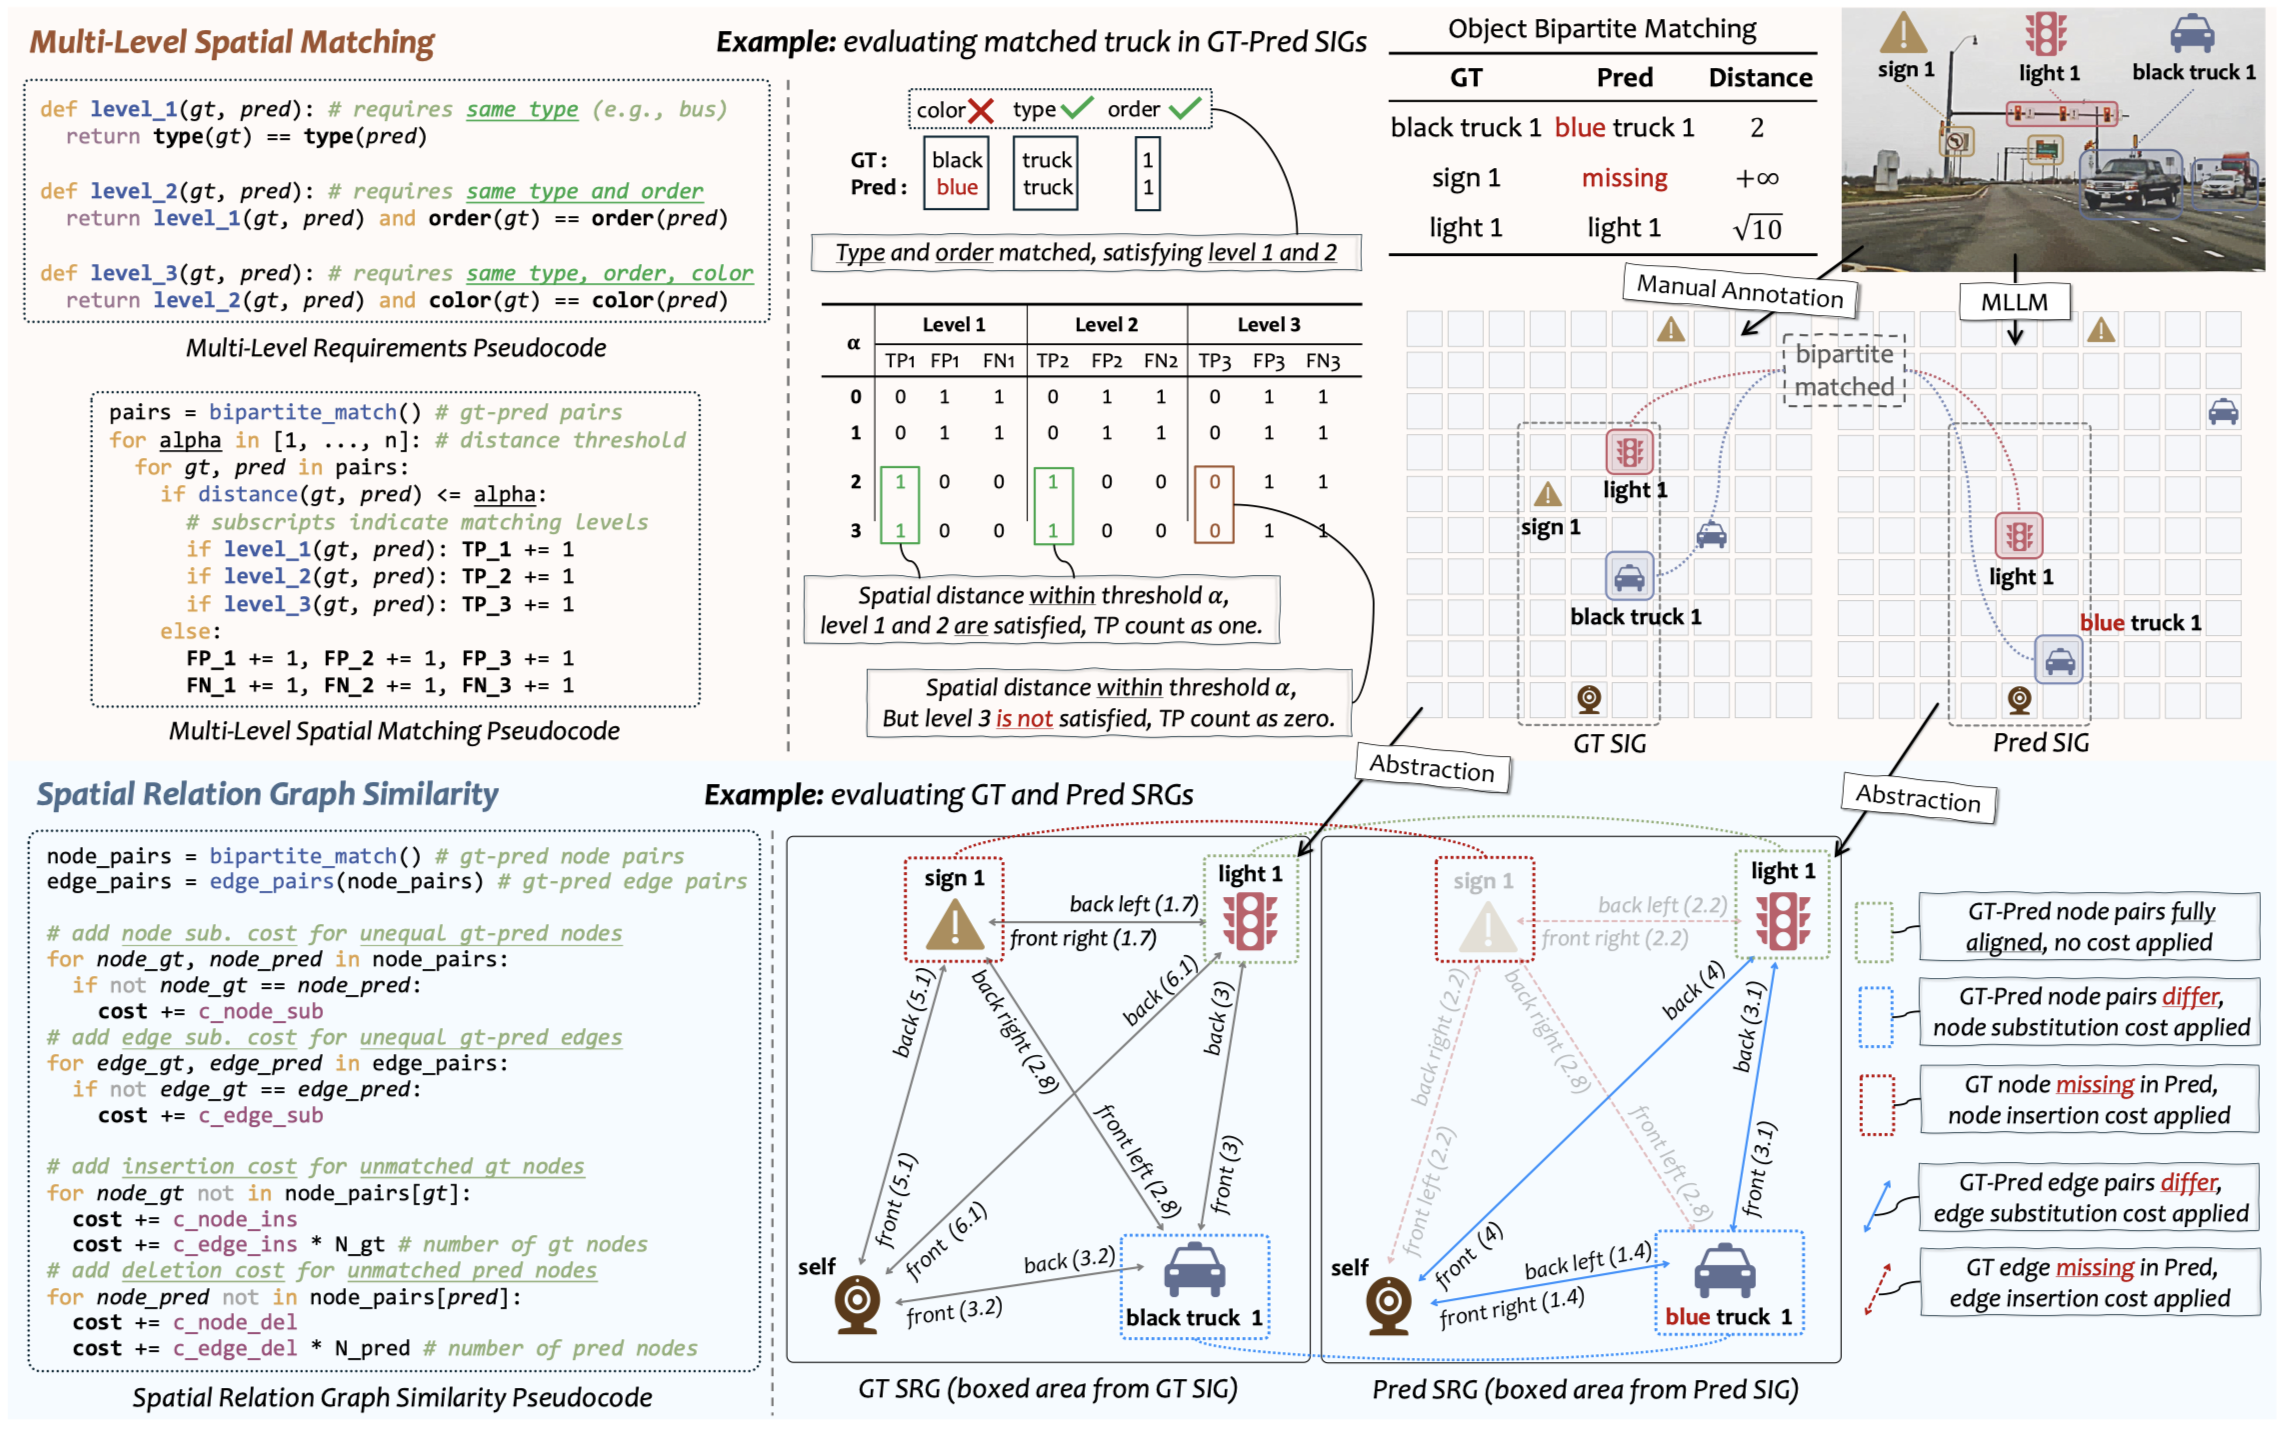 Multi-Level Spatial Matching
def level_1(gt, pred): # requires same type (e.g., bus)
return type(gt) == type(pred)
def level_2(gt, pred): # requires same type and order
return level_1(gt, pred) and order(gt) == order(pred)
def level_3(gt, pred): # requires same type, order, color
return level_2(gt, pred) and color(gt) == color(pred)
Multi-Level Requirements Pseudocode
pairs = bipartite_match() # gt-pred pairs
for alpha in [1, ..., n]: # distance threshold
for gt, pred in pairs:
if distance(gt, pred) <= alpha:
# subscripts indicate matching levels
if level_1(gt, pred): TP_1 += 1
if level_2(gt, pred): TP_2 += 1
if level_3(gt, pred): TP_3 += 1
else:
FP_1 += 1, FP_2 += 1, FP_3 += 1
FN_1 += 1, FN_2 += 1, FN_3 += 1
Multi-Level Spatial Matching Pseudocode
Example: evaluating matched truck in GT-Pred SIGs
color type order
GT: black truck 1
Pred: blue truck 1
Type and order matched, satisfying level 1 and 2
α Level 1 Level 2 Level 3
TP1 FP1 FN1 TP2 FP2 FN2 TP3 FP3 FN3
0 0 1 1 0 1 1 0 1 1
1 0 1 1 0 1 1 0 1 1
2 1 0 0 1 0 0 0 1 1
3 1 0 0 1 0 0 0 1 1
Spatial distance within threshold α,
level 1 and 2 are satisfied, TP count as one.
Spatial distance within threshold α,
But level 3 is not satisfied, TP count as zero.
Object Bipartite Matching
GT Pred Distance
black truck 1 blue truck 1 2
sign 1 missing +∞
light 1 light 1 √10
sign 1
light 1
black truck 1
Manual Annotation
MLLM
bipartite
matched
light 1
sign 1
black truck 1
GT SIG
light 1
blue truck 1
Pred SIG
Abstraction
Abstraction
Spatial Relation Graph Similarity
node_pairs = bipartite_match() # gt-pred node pairs
edge_pairs = edge_pairs(node_pairs) # gt-pred edge pairs
# add node sub. cost for unequal gt-pred nodes
for node_gt, node_pred in node_pairs:
if not node_gt == node_pred:
cost += c_node_sub
# add edge sub. cost for unequal gt-pred edges
for edge_gt, edge_pred in edge_pairs:
if not edge_gt == edge_pred:
cost += c_edge_sub
# add insertion cost for unmatched gt nodes
for node_gt not in node_pairs[gt]:
cost += c_node_ins
cost += c_edge_ins * N_gt # number of gt nodes
# add deletion cost for unmatched pred nodes
for node_pred not in node_pairs[pred]:
cost += c_node_del
cost += c_edge_del * N_pred # number of pred nodes
Spatial Relation Graph Similarity Pseudocode
Example: evaluating GT and Pred SRGs
sign 1
light 1
back left (1.7)
front right (1.7)
back (5.1)
back right (2.8)
back (6.1)
back (3)
front (5.1)
front (6.1)
front left (2.8)
front (3)
self
back (3.2)
front (3.2)
black truck 1
GT SRG (boxed area from GT SIG)
sign 1
light 1
back left (2.2)
front right (2.2)
back right (2.2)
back right (2.8)
back (4)
back (3.1)
front left (2.2)
front (4)
front left (2.8)
front (3.1)
self
back left (1.4)
front right (1.4)
blue truck 1
Pred SRG (boxed area from Pred SIG)
GT-Pred node pairs fully
aligned, no cost applied
GT-Pred node pairs differ,
node substitution cost applied
GT node missing in Pred,
node insertion cost applied
GT-Pred edge pairs differ,
edge substitution cost applied
GT edge missing in Pred,
edge insertion cost applied